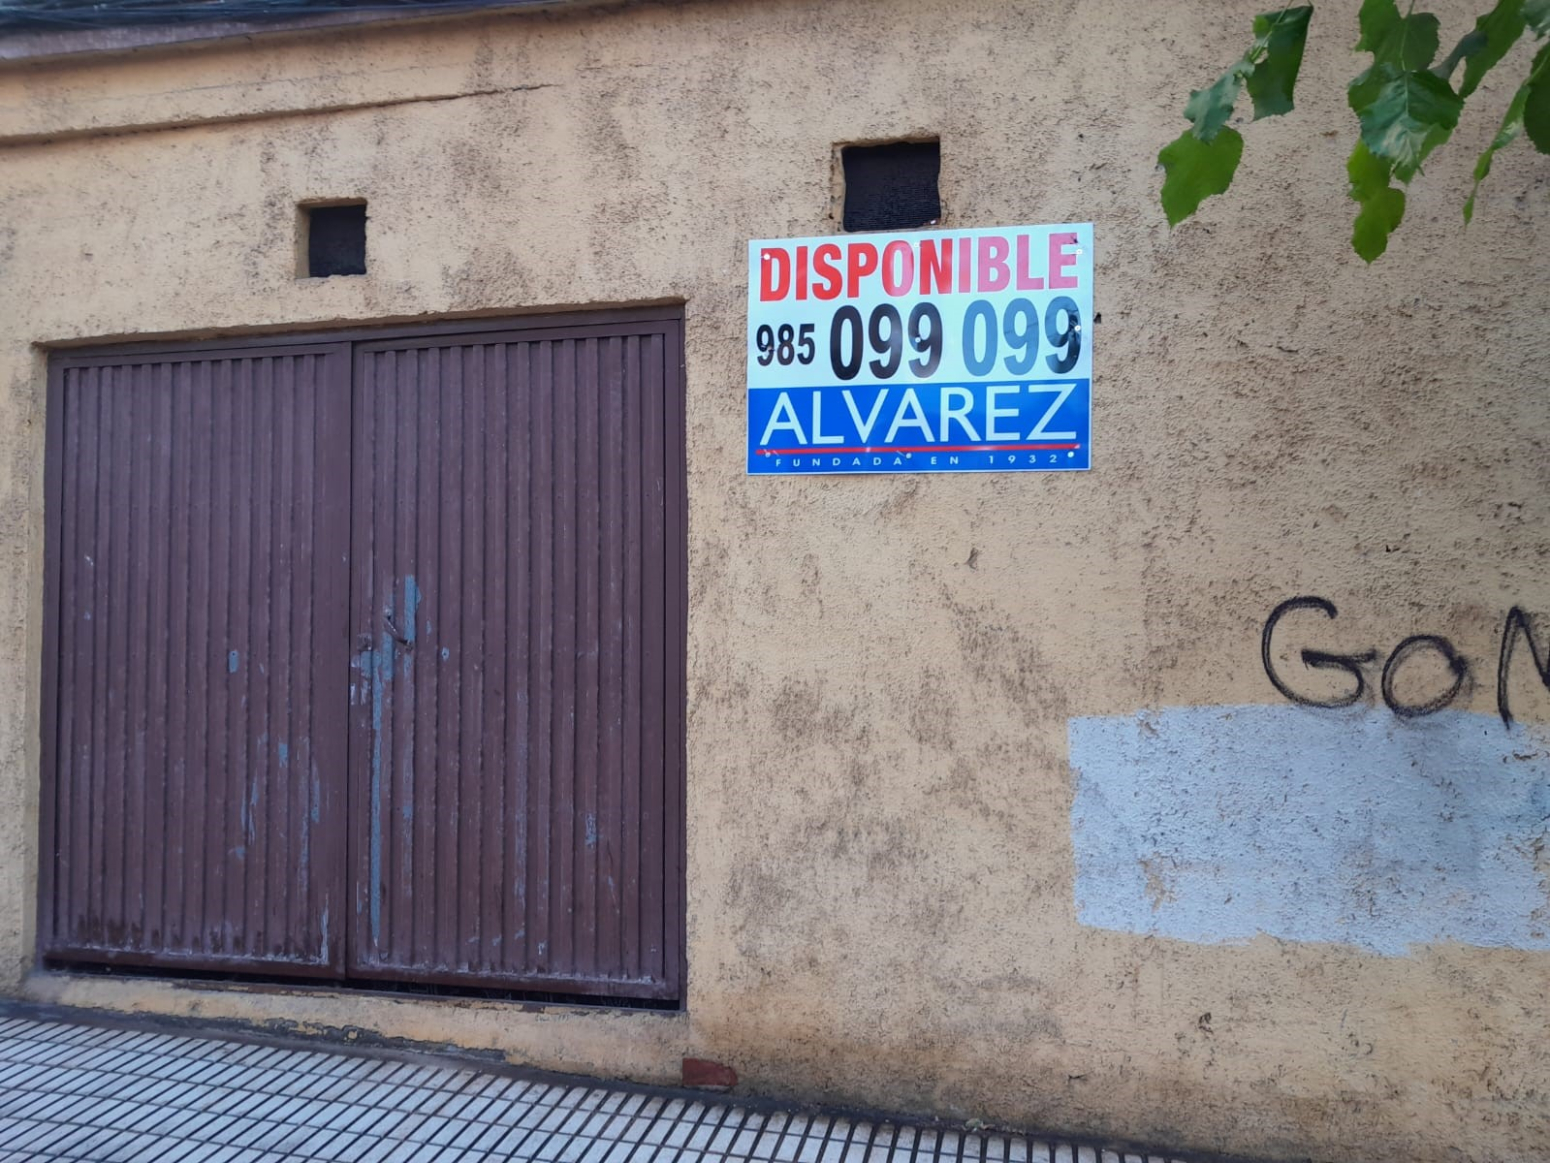 DISPONIBLE
985 099 099
ALVAREZ
FUNDADA EN 1932
GON